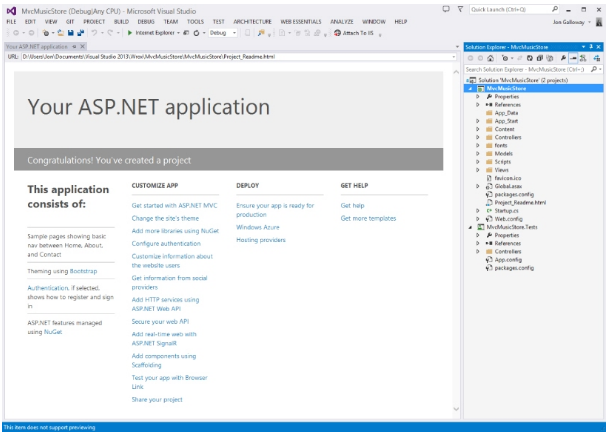 MvcMusicStore (Debug|Any CPU) - Microsoft Visual Studio
Quick Launch (Ctrl+Q)
FILE EDIT VIEW GIT PROJECT BUILD DEBUG TEAM TOOLS TEST ARCHITECTURE WEB ESSENTIALS ANALYZE WINDOW HELP
Jon Galloway
Internet Explorer
Debug
Attach To IIS
Your ASP.NET application
URL: D:\Users\Jon\Documents\Visual Studio 2013\Wrox\MvcMusicStore\MvcMusicStore\Project_Readme.html
Your ASP.NET application
Congratulations! You've created a project
This application
consists of:
Sample pages showing basic
nav between Home, About,
and Contact
Theming using Bootstrap
Authentication, if selected,
shows how to register and sign
in
ASP.NET features managed
using NuGet
CUSTOMIZE APP
Get started with ASP.NET MVC
Change the site's theme
Add more libraries using NuGet
Configure authentication
Customize information about
the website users
Get information from social
providers
Add HTTP services using
ASP.NET Web API
Secure your web API
Add real-time web with
ASP.NET SignalR
Add components using
Scaffolding
Test your app with Browser
Link
Share your project
DEPLOY
Ensure your app is ready for
production
Windows Azure
Hosting providers
GET HELP
Get help
Get more templates
Solution Explorer - MvcMusicStore
Search Solution Explorer - MvcMusicStore (Ctrl+;)
Solution 'MvcMusicStore' (2 projects)
MvcMusicStore
Properties
References
App_Data
App_Start
Content
Controllers
fonts
Models
Scripts
Views
favicon.ico
Global.asax
packages.config
Project_Readme.html
Startup.cs
Web.config
MvcMusicStore.Tests
Properties
References
Controllers
App.config
packages.config
This item does not support previewing